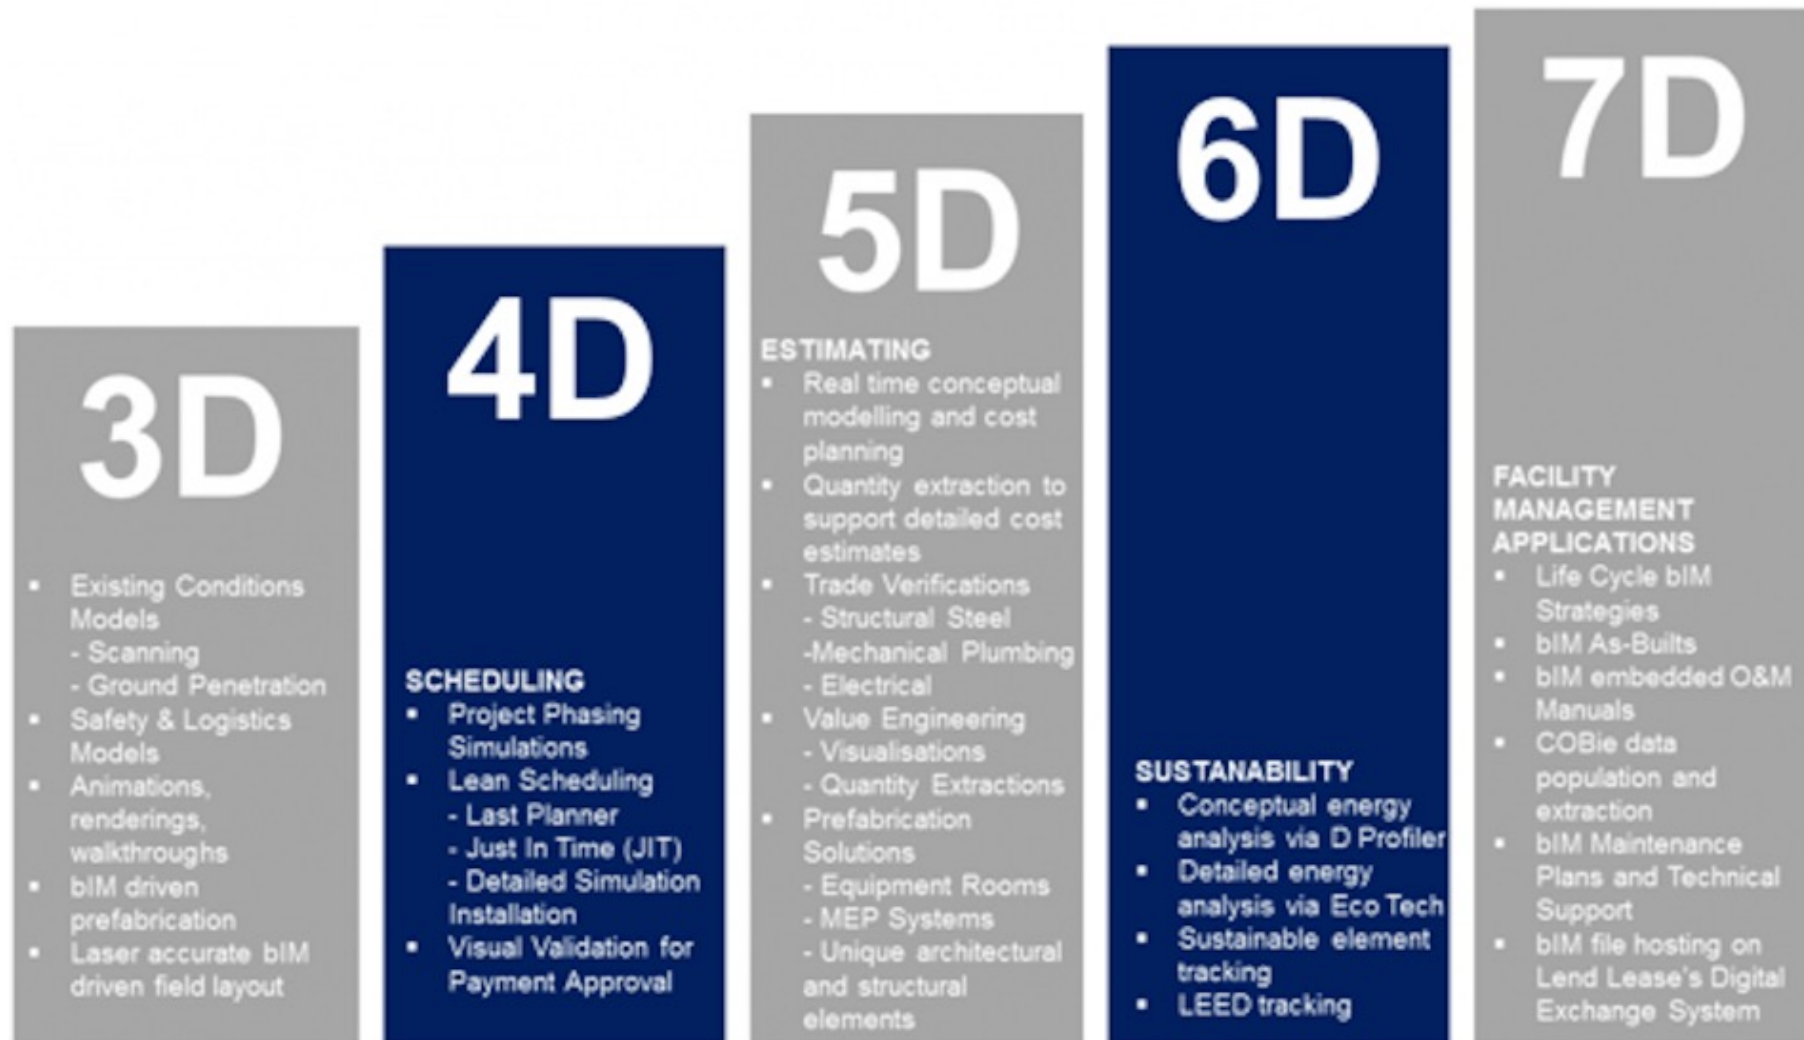 3D
▪ Existing Conditions
Models
- Scanning
- Ground Penetration
▪ Safety & Logistics
Models
▪ Animations,
renderings,
walkthroughs
▪ bIM driven
prefabrication
▪ Laser accurate bIM
driven field layout
4D
SCHEDULING
▪ Project Phasing
Simulations
▪ Lean Scheduling
- Last Planner
- Just In Time (JIT)
- Detailed Simulation
Installation
▪ Visual Validation for
Payment Approval
5D
ESTIMATING
▪ Real time conceptual
modelling and cost
planning
▪ Quantity extraction to
support detailed cost
estimates
▪ Trade Verifications
- Structural Steel
-Mechanical Plumbing
- Electrical
▪ Value Engineering
- Visualisations
- Quantity Extractions
▪ Prefabrication
Solutions
- Equipment Rooms
- MEP Systems
- Unique architectural
and structural
elements
6D
SUSTANABILITY
▪ Conceptual energy
analysis via D Profiler
▪ Detailed energy
analysis via Eco Tech
▪ Sustainable element
tracking
▪ LEED tracking
7D
FACILITY
MANAGEMENT
APPLICATIONS
▪ Life Cycle bIM
Strategies
▪ bIM As-Builts
▪ bIM embedded O&M
Manuals
▪ COBie data
population and
extraction
▪ bIM Maintenance
Plans and Technical
Support
▪ bIM file hosting on
Lend Lease's Digital
Exchange System